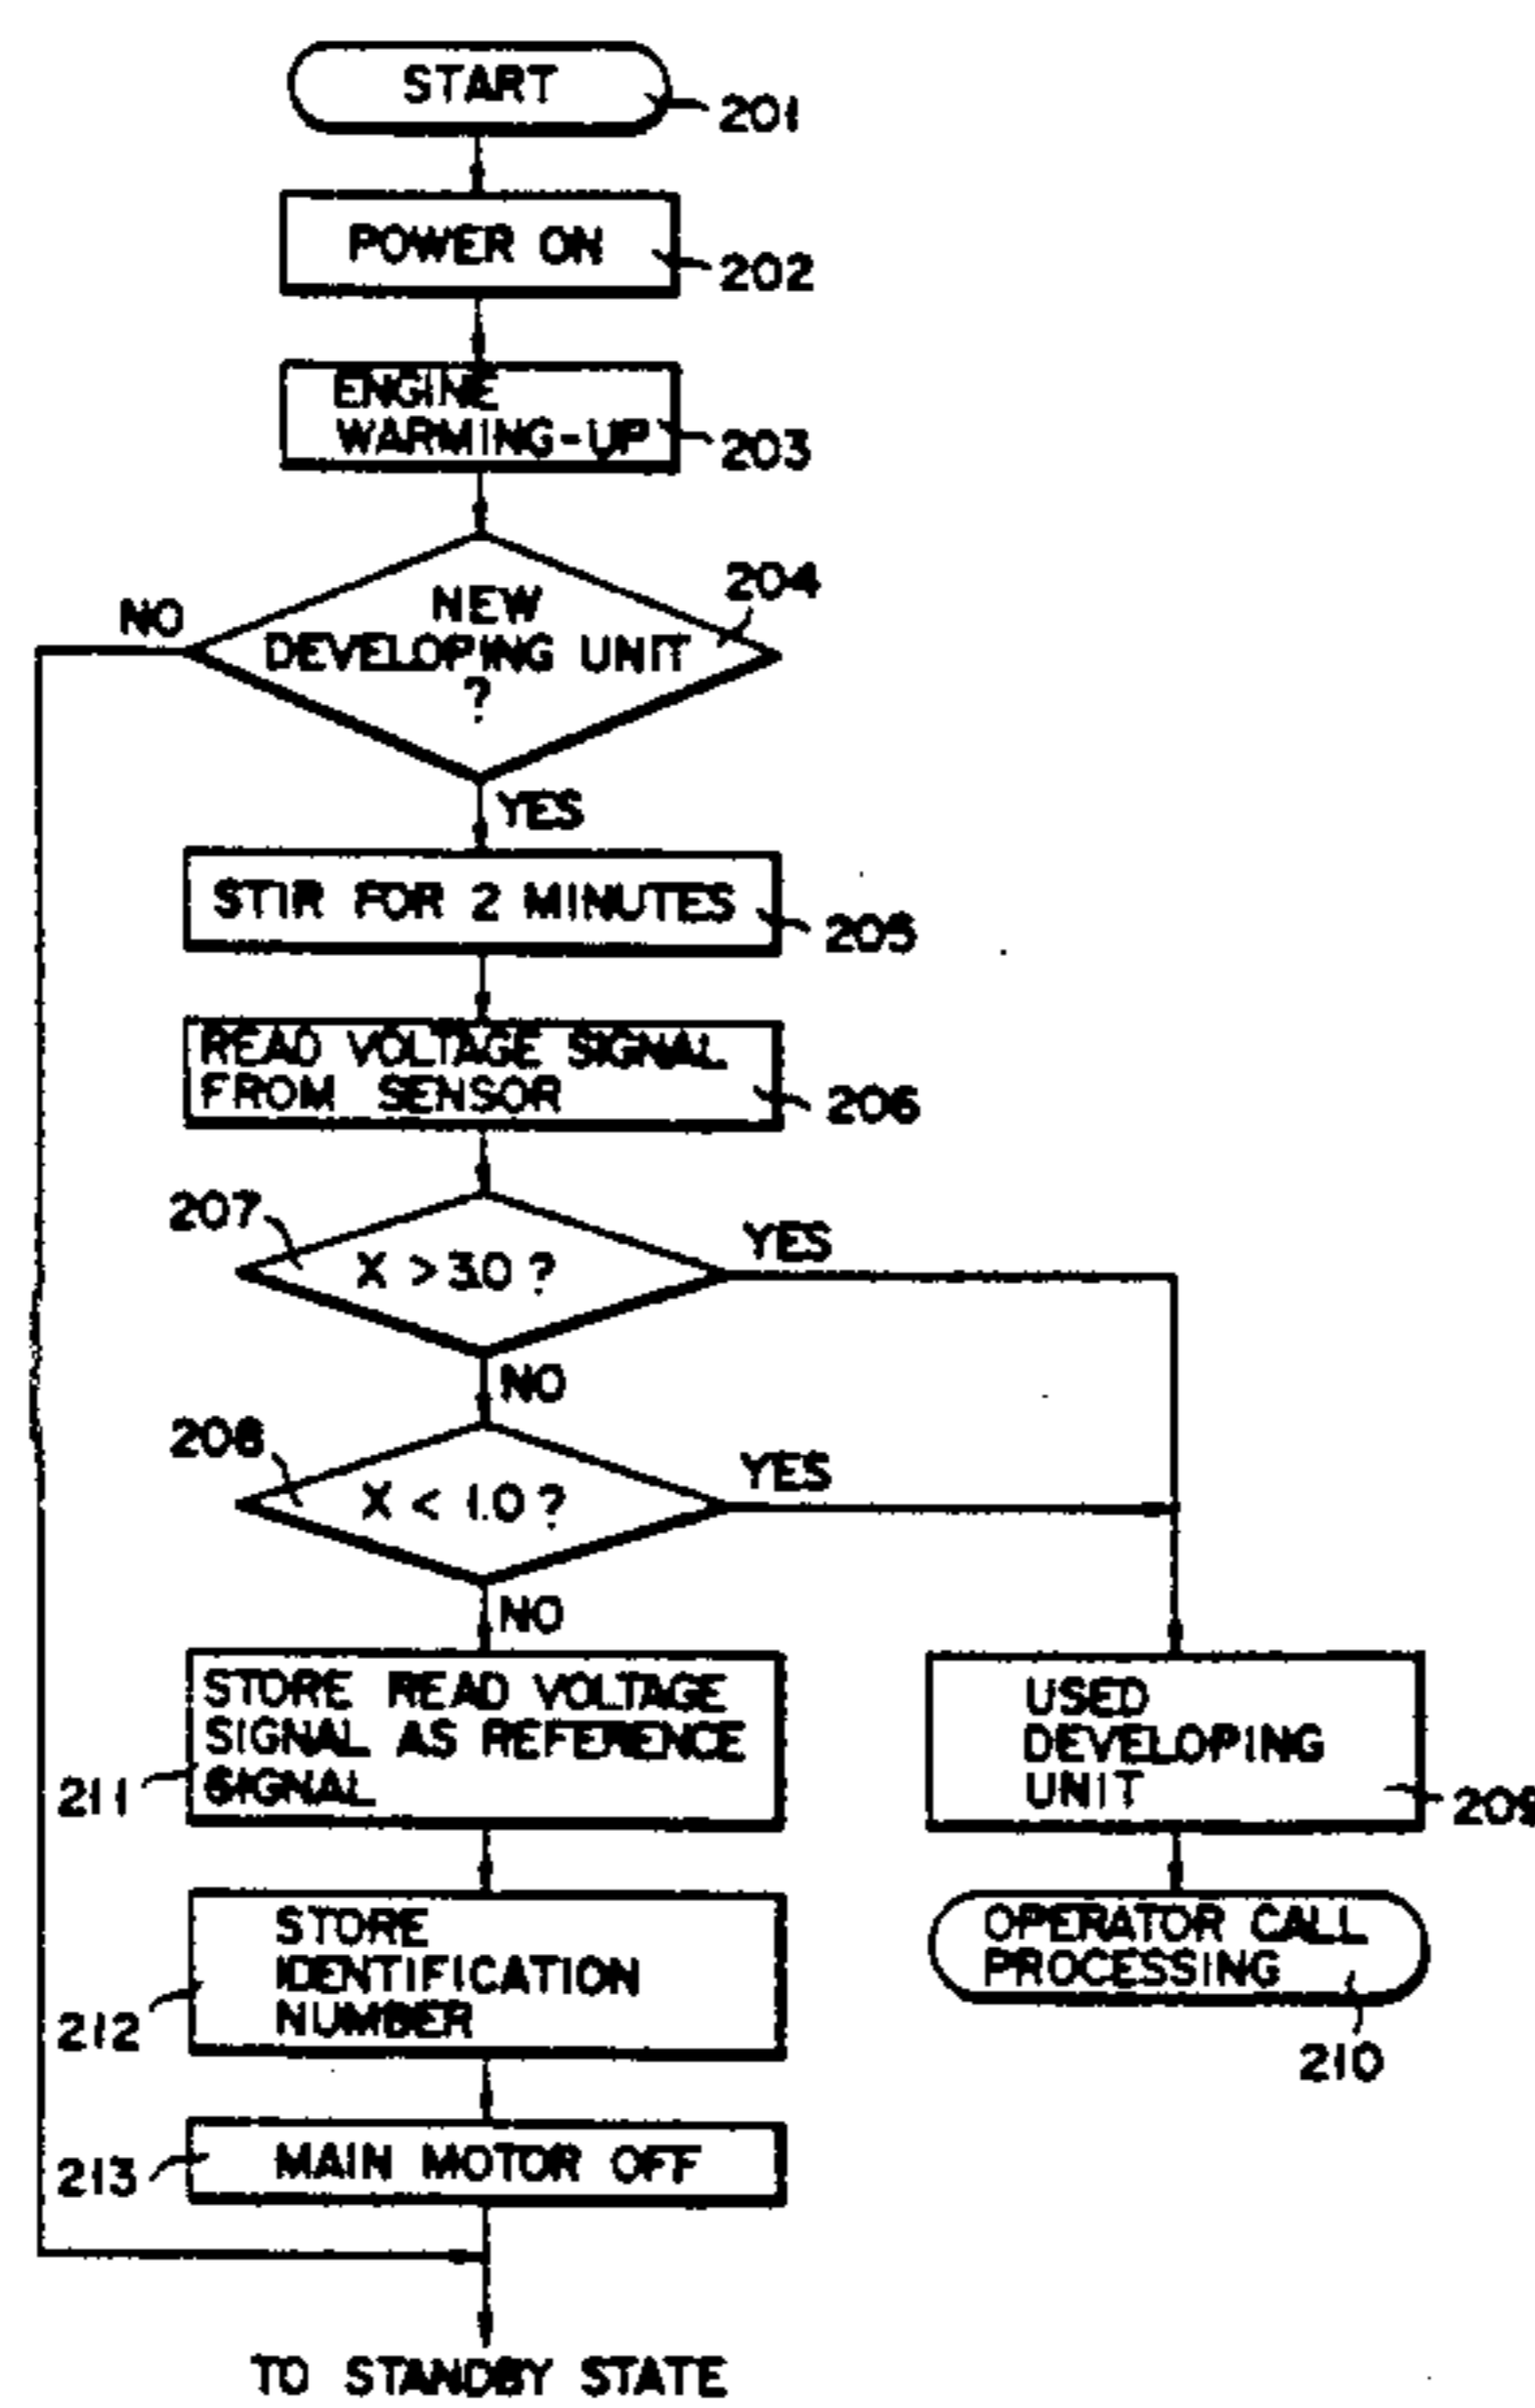 START
201
POWER ON
202
ENGINE
WARMING-UP
203
NEW
DEVELOPING UNIT
?
204
NO
YES
STIR FOR 2 MINUTES
205
READ VOLTAGE SIGNAL
FROM SENSOR
206
207
X > 3.0 ?
YES
NO
208
X < 1.0 ?
YES
NO
STORE READ VOLTAGE
SIGNAL AS REFERENCE
SIGNAL
211
USED
DEVELOPING
UNIT
209
STORE
IDENTIFICATION
NUMBER
212
OPERATOR CALL
PROCESSING
210
213
MAIN MOTOR OFF
TO STANDBY STATE